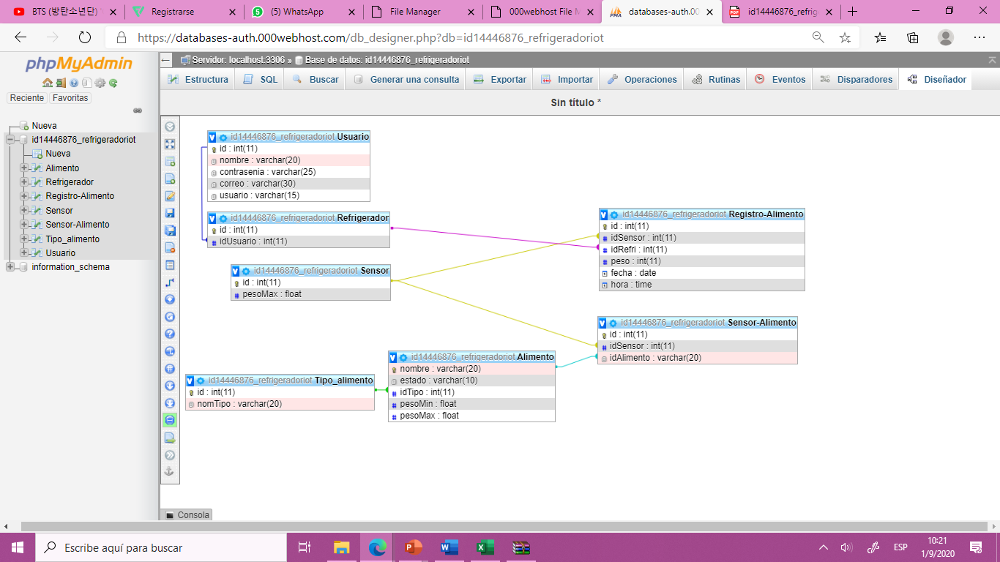 BTS (방탄소년단)
Registrarse
(5) WhatsApp
File Manager
000webhost File M
databases-auth.000webhost.com
id14446876_refrig
https://databases-auth.000webhost.com/db_designer.php?db=id14446876_refrigeradoriot
phpMyAdmin
Reciente Favoritas
Nueva
id14446876_refrigeradoriot
Nueva
Alimento
Refrigerador
Registro-Alimento
Sensor
Sensor-Alimento
Tipo_alimento
Usuario
information_schema
Servidor: localhost:3306 » Base de datos: id14446876_refrigeradoriot
Estructura SQL Buscar Generar una consulta Exportar Importar Operaciones Rutinas Eventos Disparadores Diseñador
Sin título *
id14446876_refrigeradoriot Usuario
id : int(11)
nombre : varchar(20)
contrasenia : varchar(25)
correo : varchar(30)
usuario : varchar(15)
id14446876_refrigeradoriot Refrigerador
id : int(11)
idUsuario : int(11)
id14446876_refrigeradoriot Sensor
id : int(11)
pesoMax : float
id14446876_refrigeradoriot Registro-Alimento
id : int(11)
idSensor : int(11)
idRefri : int(11)
peso : int(11)
fecha : date
hora : time
id14446876_refrigeradoriot Sensor-Alimento
id : int(11)
idSensor : int(11)
idAlimento : varchar(20)
id14446876_refrigeradoriot Alimento
nombre : varchar(20)
estado : varchar(10)
idTipo : int(11)
pesoMin : float
pesoMax : float
id14446876_refrigeradoriot Tipo_alimento
id : int(11)
nomTipo : varchar(20)
Consola
Escribe aquí para buscar
ESP
10:21
1/9/2020